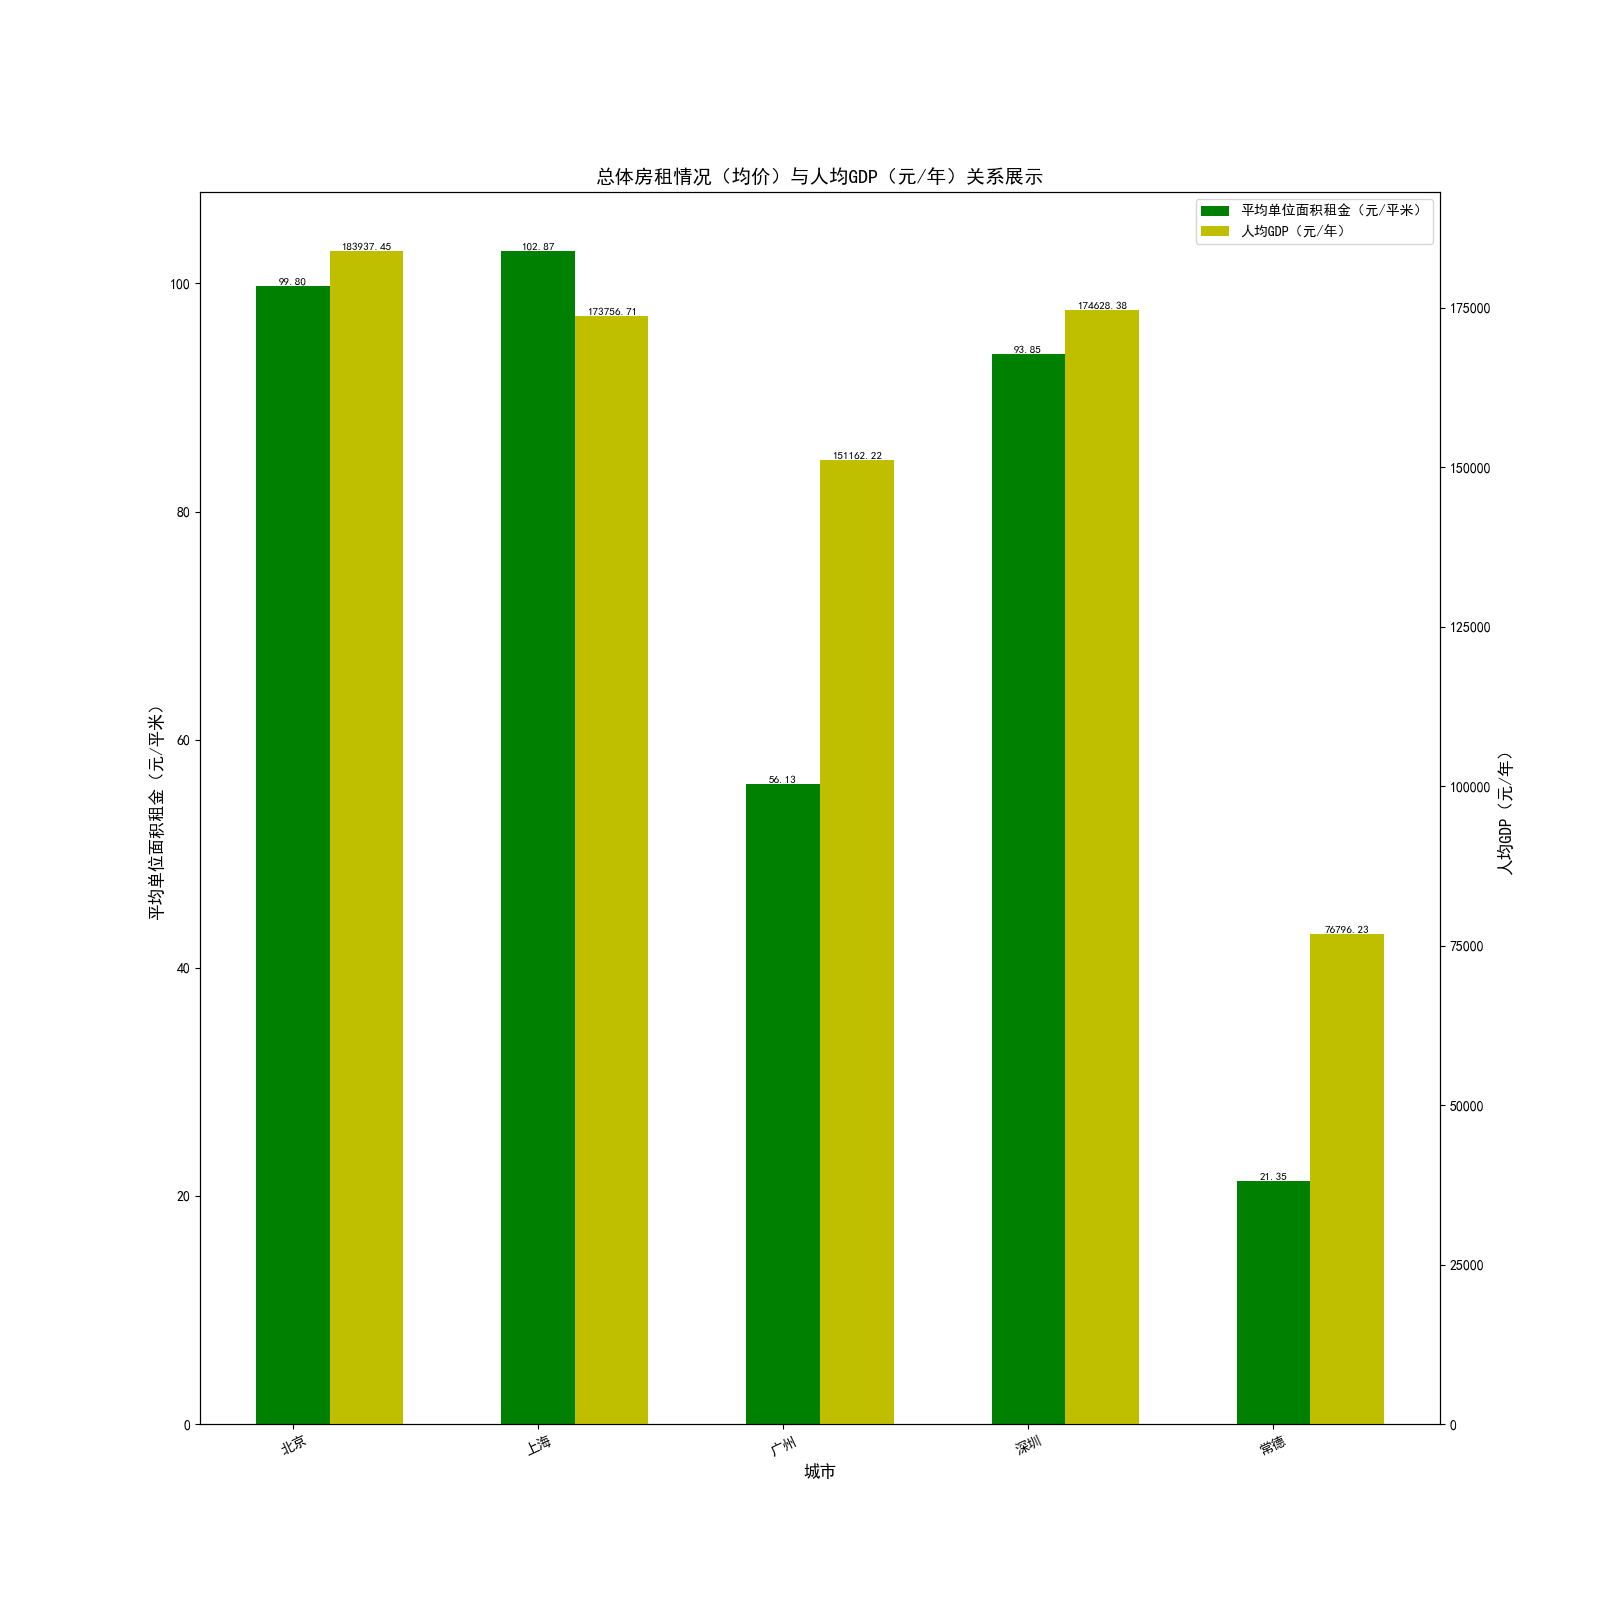 总体房租情况（均价）与人均GDP（元/年）关系展示
平均单位面积租金（元/平米）
人均GDP（元/年）
183937.45
102.87
99.80
173756.71
174628.38
93.85
151162.22
56.13
76796.23
21.35
100
80
60
40
20
0
平均单位面积租金（元/平米）
175000
150000
125000
100000
75000
50000
25000
0
人均GDP（元/年）
北京
上海
广州
深圳
常德
城市